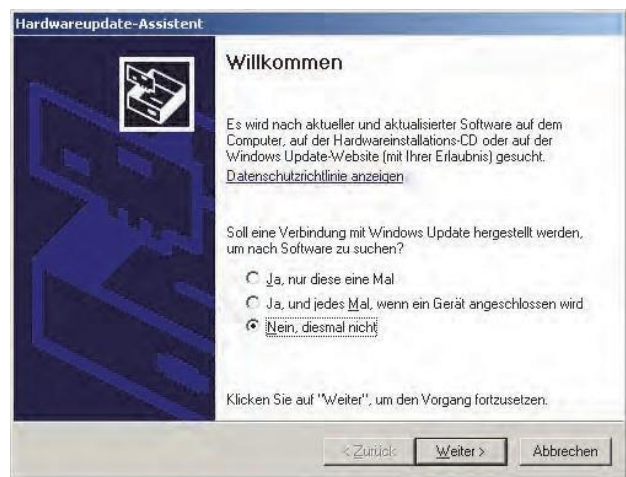 Hardwareupdate-Assistent
Willkommen
Es wird nach aktueller und aktualisierter Software auf dem
Computer, auf der Hardwareinstallations-CD oder auf der
Windows Update-Website (mit Ihrer Erlaubnis) gesucht.
Datenschutzrichtlinie anzeigen
Soll eine Verbindung mit Windows Update hergestellt werden,
um nach Software zu suchen?
Ja, nur diese eine Mal
Ja, und jedes Mal, wenn ein Gerät angeschlossen wird
Nein, diesmal nicht
Klicken Sie auf "Weiter", um den Vorgang fortzusetzen.
< Zurück Weiter > Abbrechen